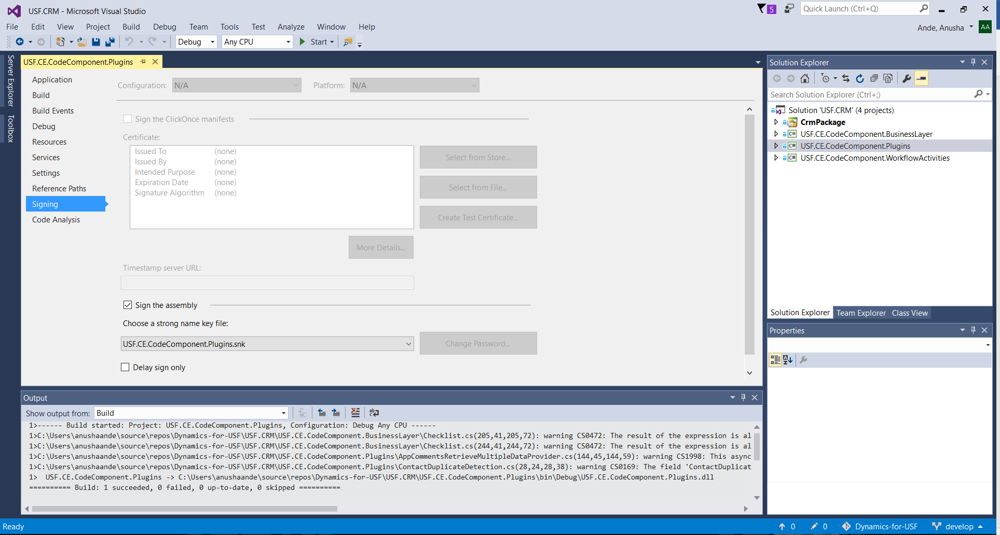 USF.CRM - Microsoft Visual Studio
5
Quick Launch (Ctrl+Q)
File Edit View Project Build Debug Team Tools Test Analyze Window Help
Ande, Anusha
AA
Debug
Any CPU
Start
Server Explorer
Toolbox
USF.CE.CodeComponent.Plugins
Application
Build
Build Events
Debug
Resources
Services
Settings
Reference Paths
Signing
Code Analysis
Configuration: N/A Platform: N/A
Sign the ClickOnce manifests
Certificate:
Issued To (none)
Issued By (none)
Intended Purpose (none)
Expiration Date (none)
Signature Algorithm (none)
Select from Store...
Select from File...
Create Test Certificate...
More Details...
Timestamp server URL:
Sign the assembly
Choose a strong name key file:
USF.CE.CodeComponent.Plugins.snk
Change Password...
Delay sign only
Solution Explorer
Search Solution Explorer (Ctrl+;)
Solution 'USF.CRM' (4 projects)
CrmPackage
C# USF.CE.CodeComponent.BusinessLayer
C# USF.CE.CodeComponent.Plugins
C# USF.CE.CodeComponent.WorkflowActivities
Solution Explorer Team Explorer Class View
Properties
Output
Show output from: Build
1>------ Build started: Project: USF.CE.CodeComponent.Plugins, Configuration: Debug Any CPU ------
1>C:\Users\anushaande\source\repos\Dynamics-for-USF\USF.CRM\USF.CE.CodeComponent.BusinessLayer\Checklist.cs(205,41,205,72): warning CS0472: The result of the expression is al
1>C:\Users\anushaande\source\repos\Dynamics-for-USF\USF.CRM\USF.CE.CodeComponent.BusinessLayer\Checklist.cs(244,41,244,72): warning CS0472: The result of the expression is al
1>C:\Users\anushaande\source\repos\Dynamics-for-USF\USF.CRM\USF.CE.CodeComponent.Plugins\AppCommentsRetrieveMultipleDataProvider.cs(144,45,144,59): warning CS1998: This async
1>C:\Users\anushaande\source\repos\Dynamics-for-USF\USF.CRM\USF.CE.CodeComponent.Plugins\ContactDuplicateDetection.cs(28,24,28,38): warning CS0169: The field 'ContactDuplicat
1>  USF.CE.CodeComponent.Plugins -> C:\Users\anushaande\source\repos\Dynamics-for-USF\USF.CRM\USF.CE.CodeComponent.Plugins\bin\Debug\USF.CE.CodeComponent.Plugins.dll
========== Build: 1 succeeded, 0 failed, 0 up-to-date, 0 skipped ==========
Ready
0
0
Dynamics-for-USF
develop